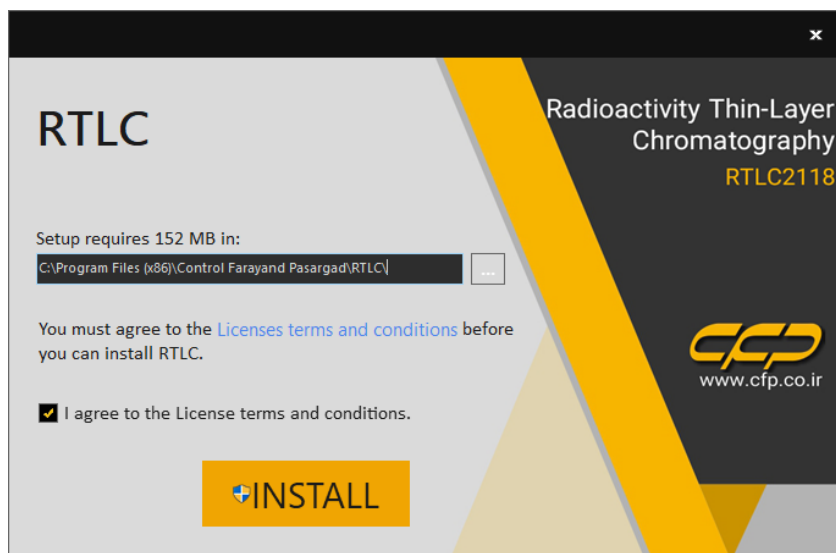 RTLC
Setup requires 152 MB in:
C:\Program Files (x86)\Control Farayand Pasargad\RTLC\
...
You must agree to the Licenses terms and conditions before
you can install RTLC.
I agree to the License terms and conditions.
INSTALL
Radioactivity Thin-Layer
Chromatography
RTLC2118
CFP
www.cfp.co.ir